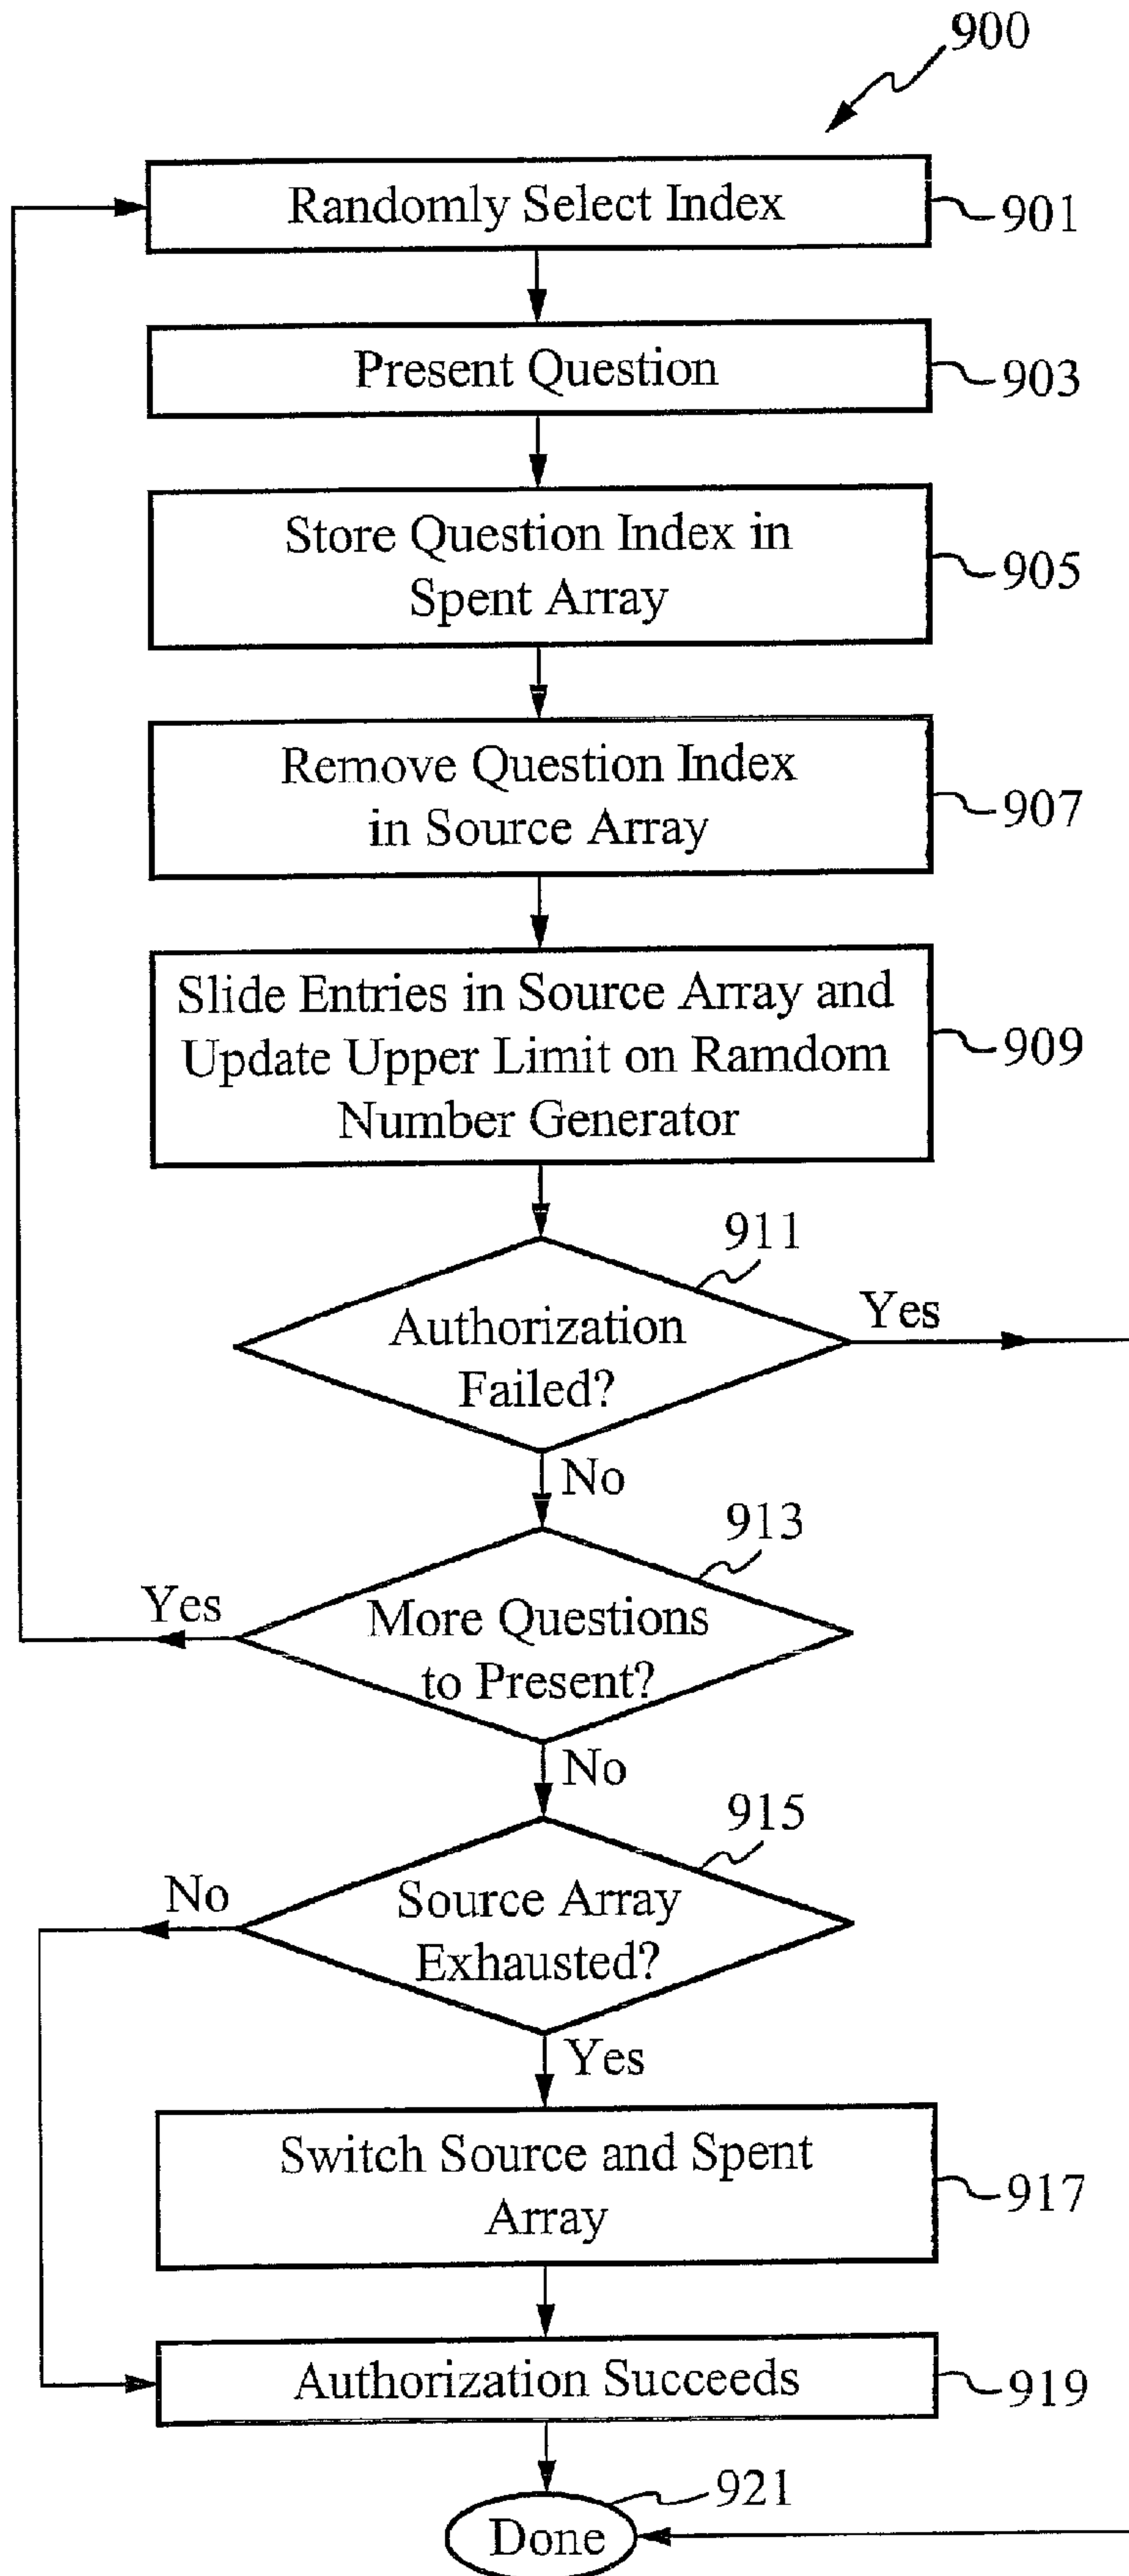 900
Randomly Select Index
901
Present Question
903
Store Question Index in
Spent Array
905
Remove Question Index
in Source Array
907
Slide Entries in Source Array and
Update Upper Limit on Ramdom
Number Generator
909
911
Authorization
Failed?
Yes
No
913
More Questions
to Present?
Yes
No
915
Source Array
Exhausted?
No
Yes
Switch Source and Spent
Array
917
Authorization Succeeds
919
921
Done